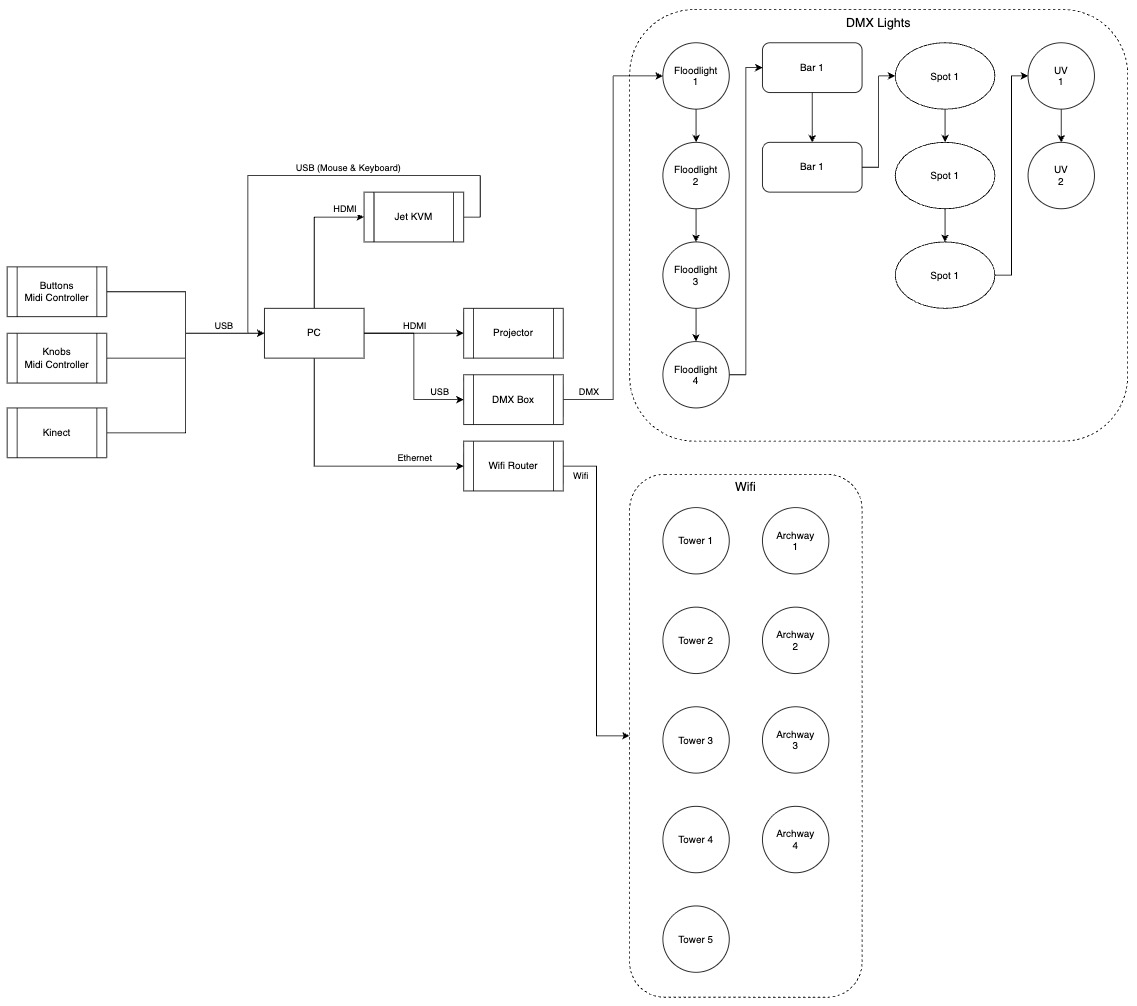 DMX Lights
Floodlight
1
Bar 1
Spot 1
UV
1
Floodlight
2
Bar 1
Spot 1
UV
2
Floodlight
3
Spot 1
Floodlight
4
USB (Mouse & Keyboard)
HDMI
Jet KVM
Buttons
Midi Controller
Knobs
Midi Controller
Kinect
USB
PC
HDMI
Projector
USB
DMX Box
DMX
Ethernet
Wifi Router
Wifi
Wifi
Tower 1
Archway
1
Tower 2
Archway
2
Tower 3
Archway
3
Tower 4
Archway
4
Tower 5